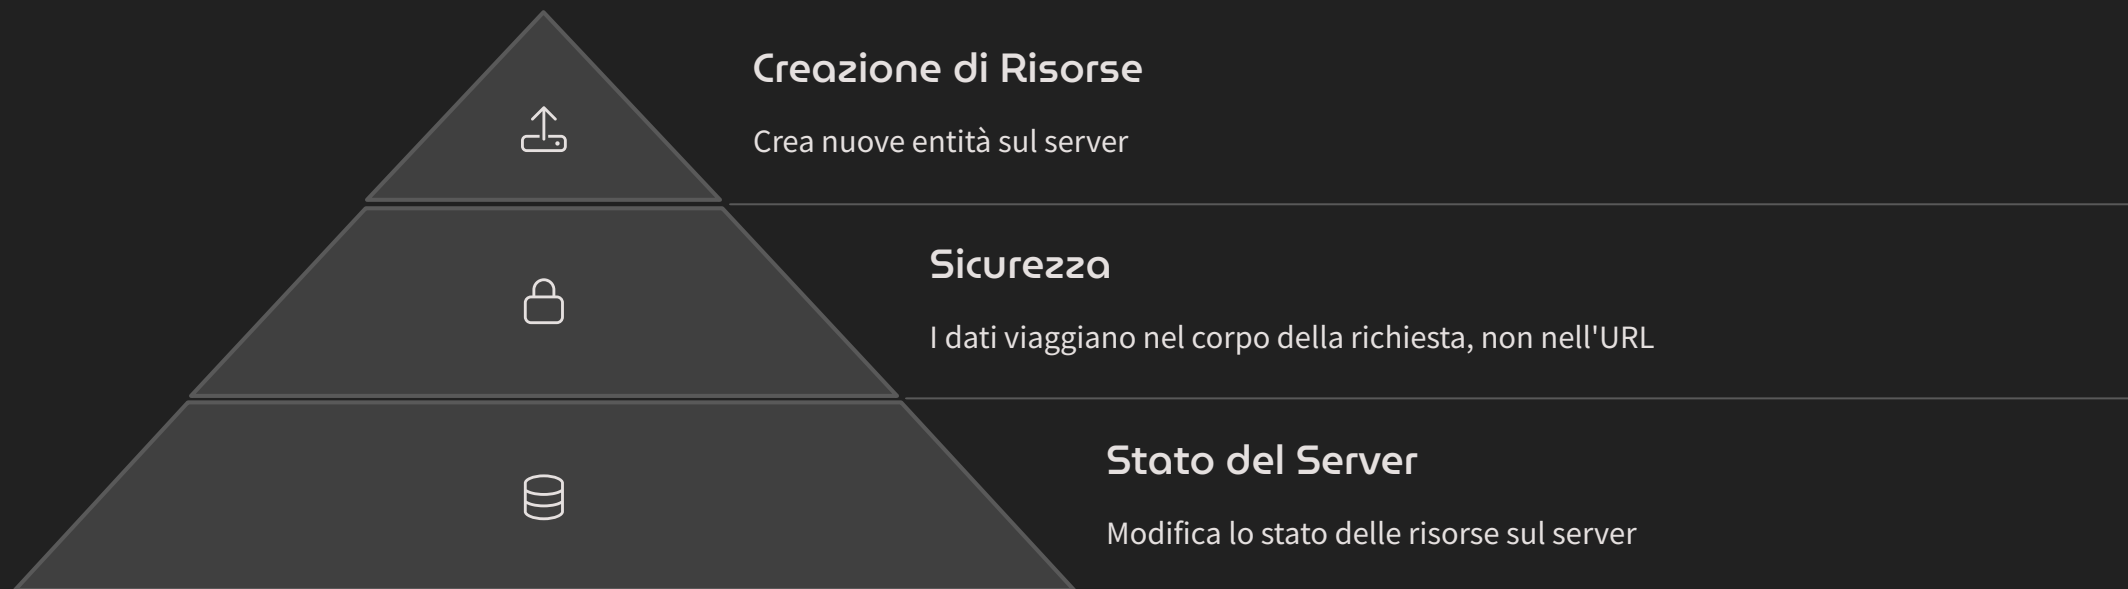 Creazione di Risorse
Crea nuove entità sul server
Sicurezza
I dati viaggiano nel corpo della richiesta, non nell'URL
Stato del Server
Modifica lo stato delle risorse sul server